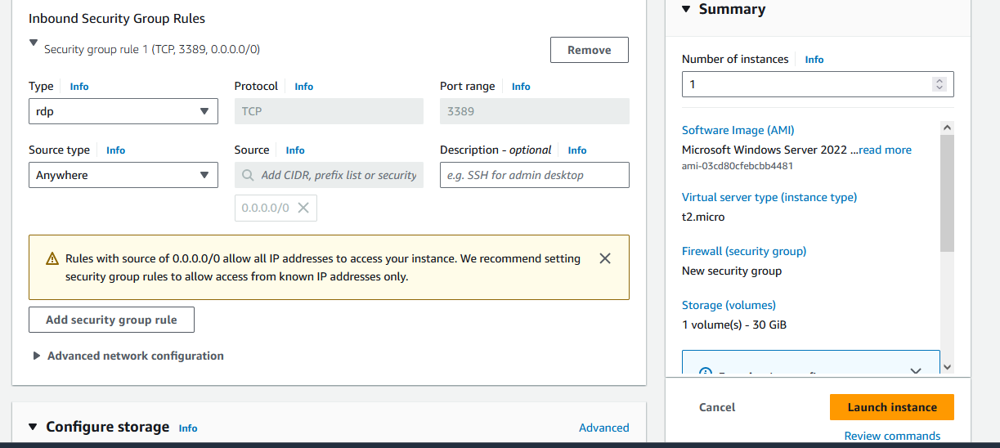 Inbound Security Group Rules
Security group rule 1 (TCP, 3389, 0.0.0.0/0)
Remove
Type Info
Protocol Info
Port range Info
rdp
TCP
3389
Source type Info
Source Info
Description - optional Info
Anywhere
Add CIDR, prefix list or security
e.g. SSH for admin desktop
0.0.0.0/0
Rules with source of 0.0.0.0/0 allow all IP addresses to access your instance. We recommend setting
security group rules to allow access from known IP addresses only.
Add security group rule
Advanced network configuration
Configure storage Info
Advanced
Summary
Number of instances Info
1
Software Image (AMI)
Microsoft Windows Server 2022 ...read more
ami-03cd80cfebcbb4481
Virtual server type (instance type)
t2.micro
Firewall (security group)
New security group
Storage (volumes)
1 volume(s) - 30 GiB
Cancel
Launch instance
Review commands